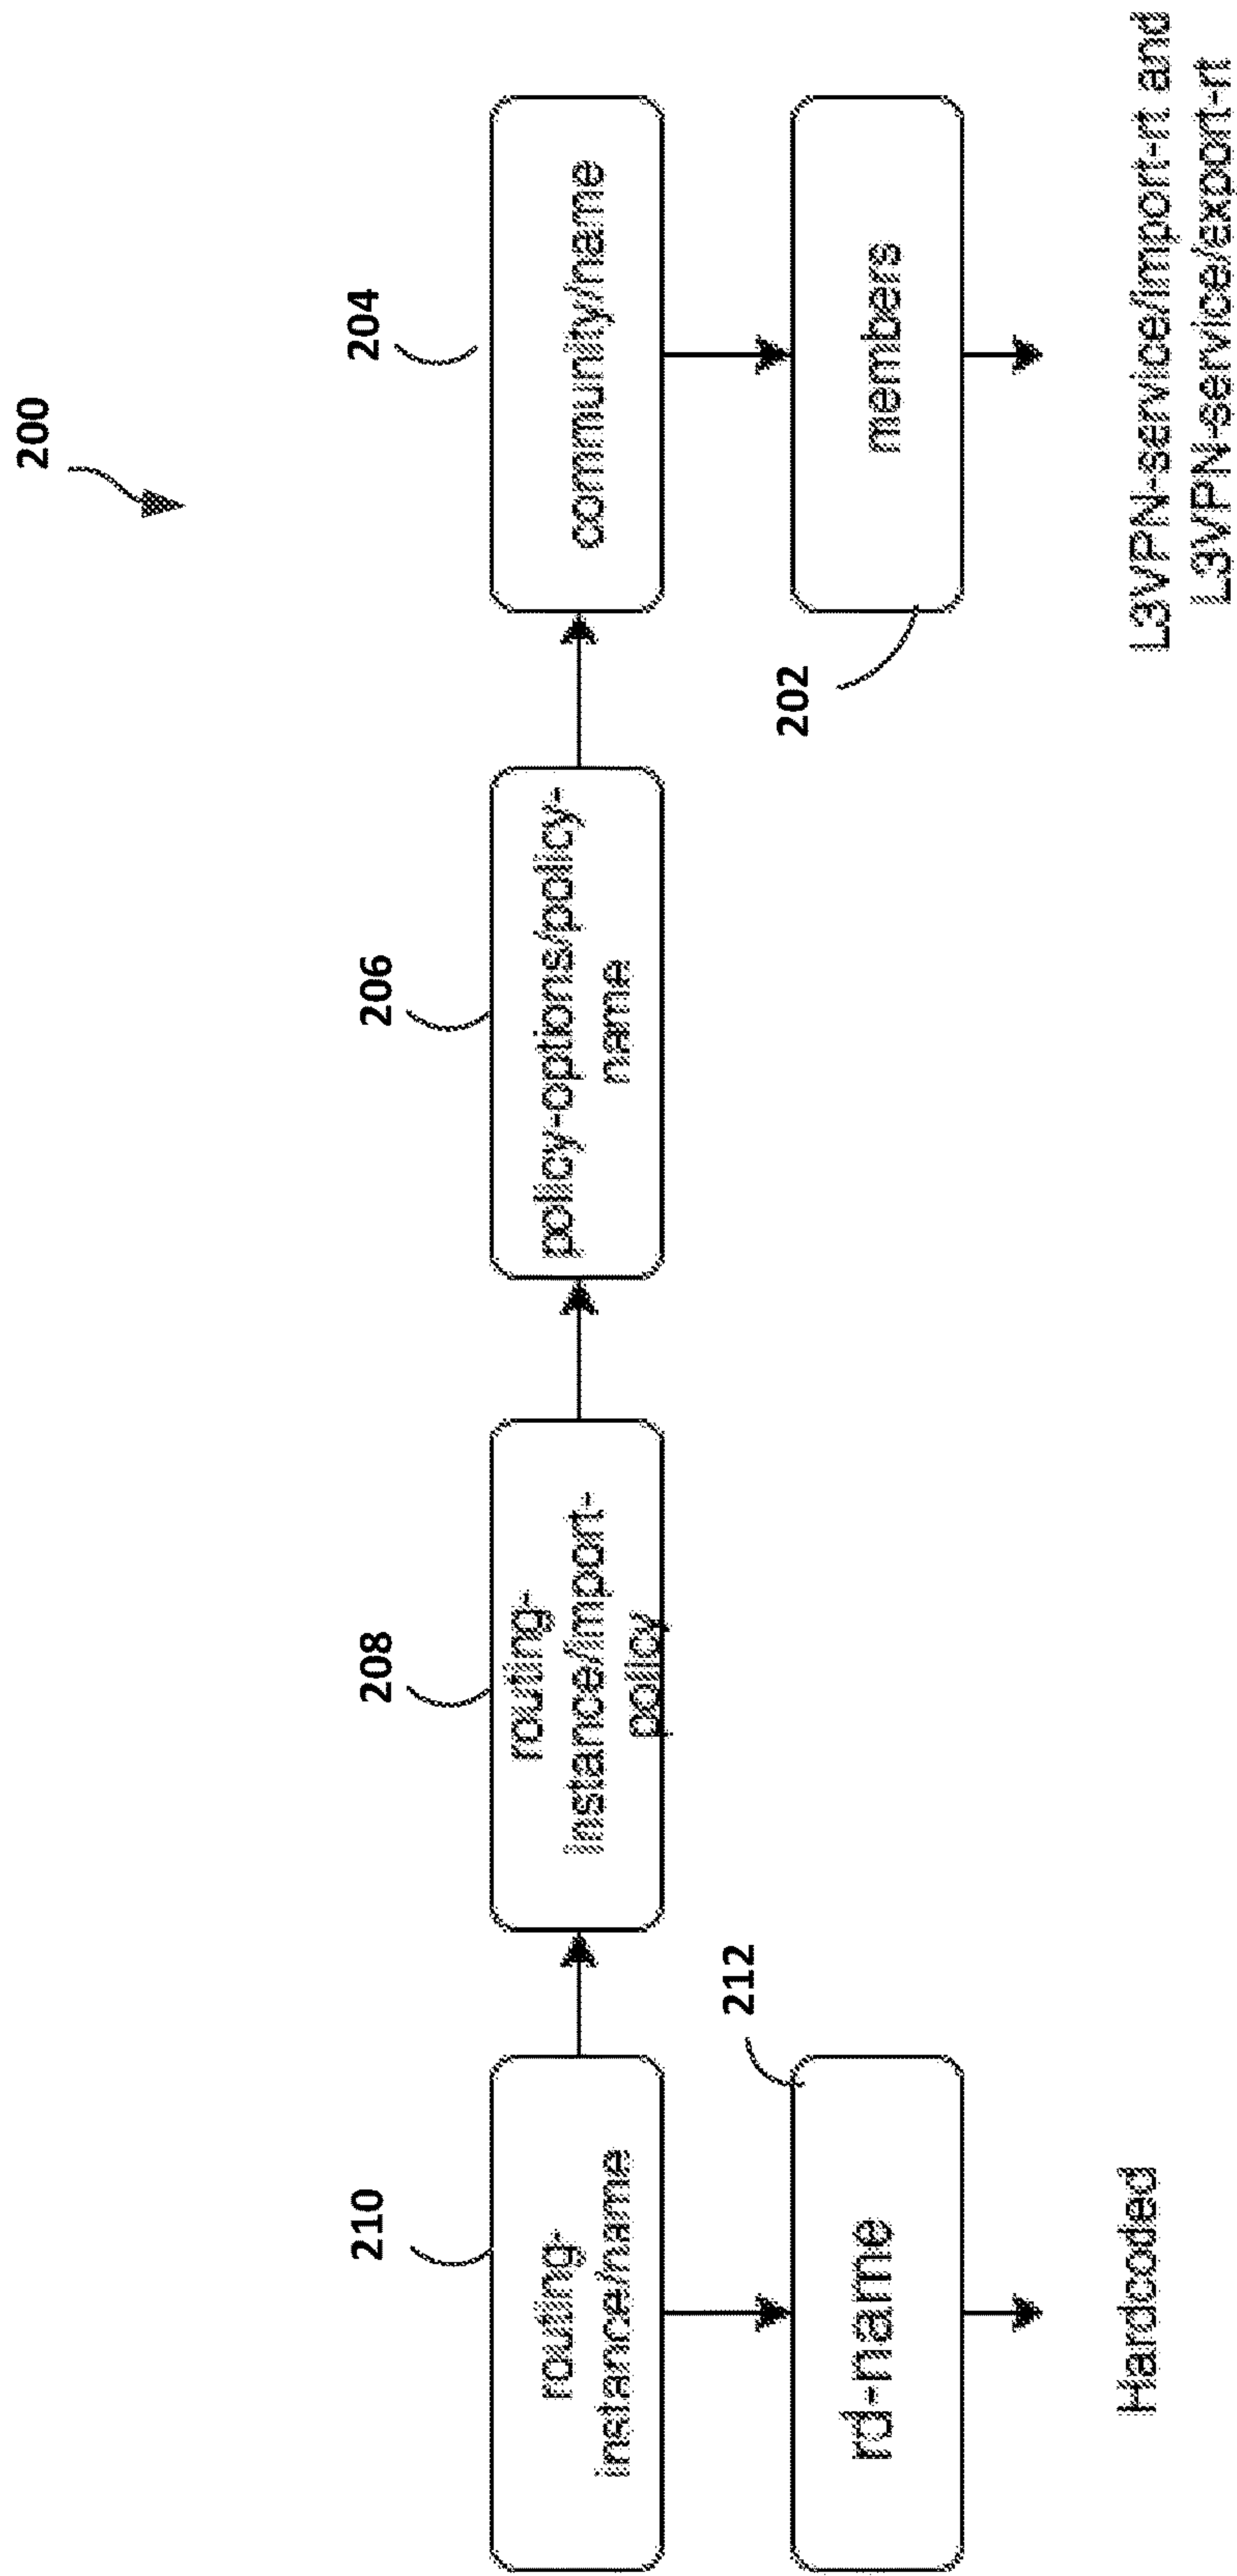 200
210
routing-
instance/name
208
routing-
instance/import-
policy
206
policy-options/policy-
name
204
community/name
212
rd-name
202
members
Hardcoded
L3VPN-service/import-rt and
L3VPN-service/export-rt